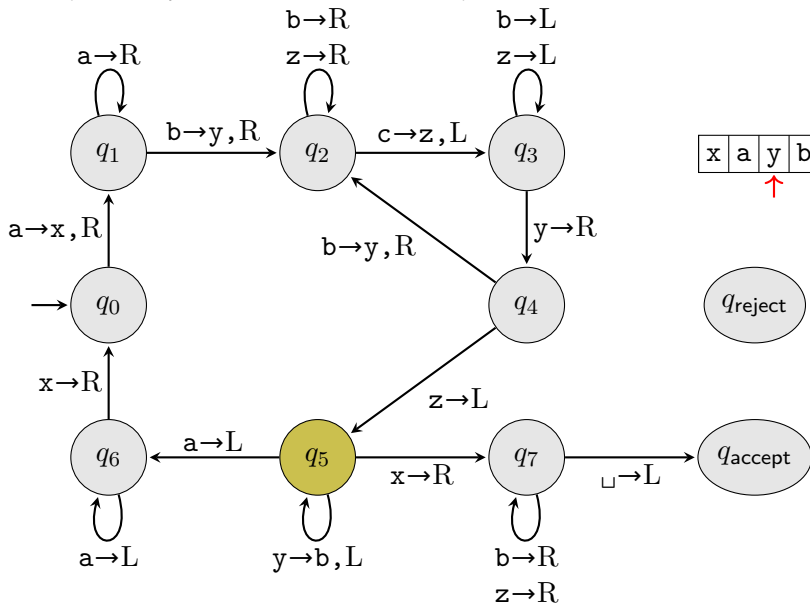 b→R
z→R
b→L
z→L
a→R
q1
b→y,R
q2
c→z,L
q3
x a y b
a→x,R
b→y,R
y→R
q0
q4
qreject
x→R
z→L
q6
a→L
q5
x→R
q7
␣→L
qaccept
a→L
y→b,L
b→R
z→R